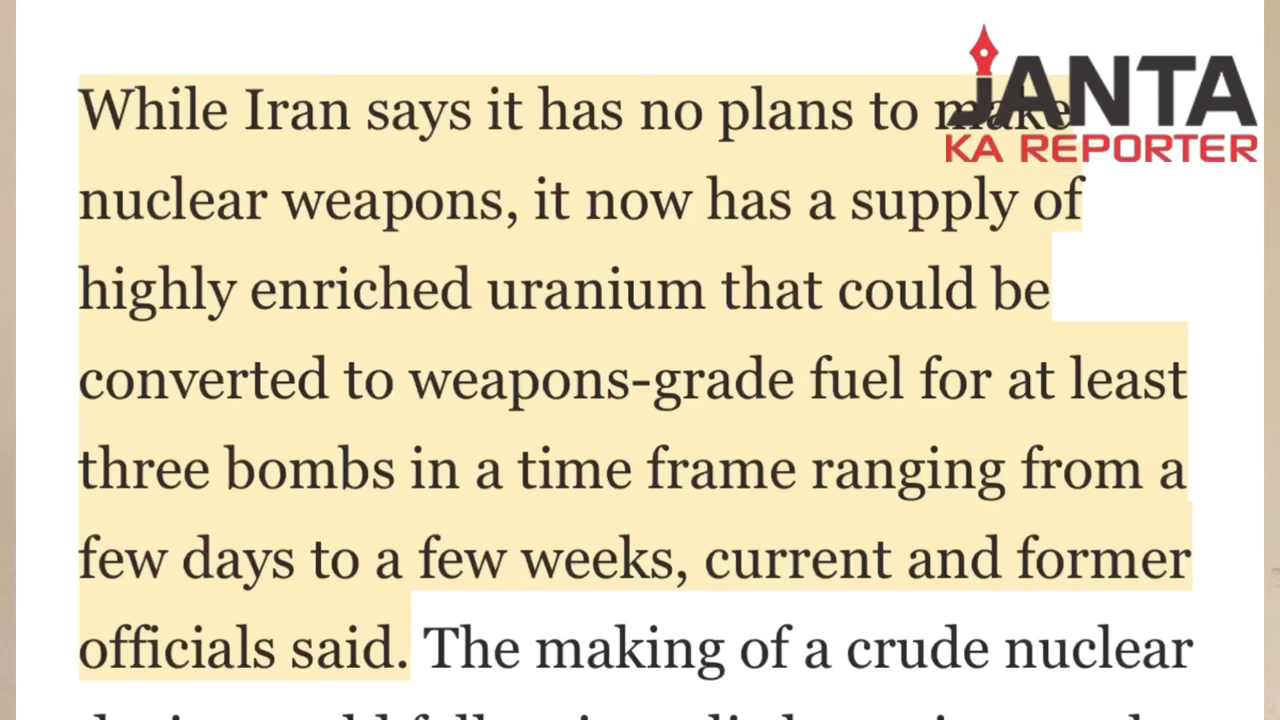 JANTA
KA REPORTER
While Iran says it has no plans to make
nuclear weapons, it now has a supply of
highly enriched uranium that could be
converted to weapons-grade fuel for at least
three bombs in a time frame ranging from a
few days to a few weeks, current and former
officials said. The making of a crude nuclear